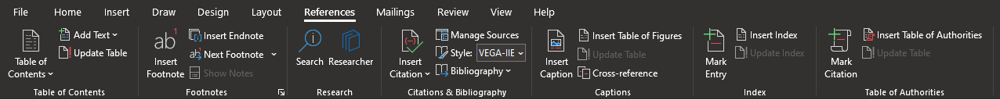 File Home Insert Draw Design Layout References Mailings Review View Help
Table of Contents
Add Text
Update Table
Table of Contents
ab1
Insert Footnote
Insert Endnote
Next Footnote
Show Notes
Footnotes
Search
Researcher
Research
Insert Citation
Manage Sources
Style: VEGA-IIE
Bibliography
Citations & Bibliography
Insert Caption
Insert Table of Figures
Update Table
Cross-reference
Captions
Mark Entry
Insert Index
Update Index
Index
Mark Citation
Insert Table of Authorities
Update Table
Table of Authorities